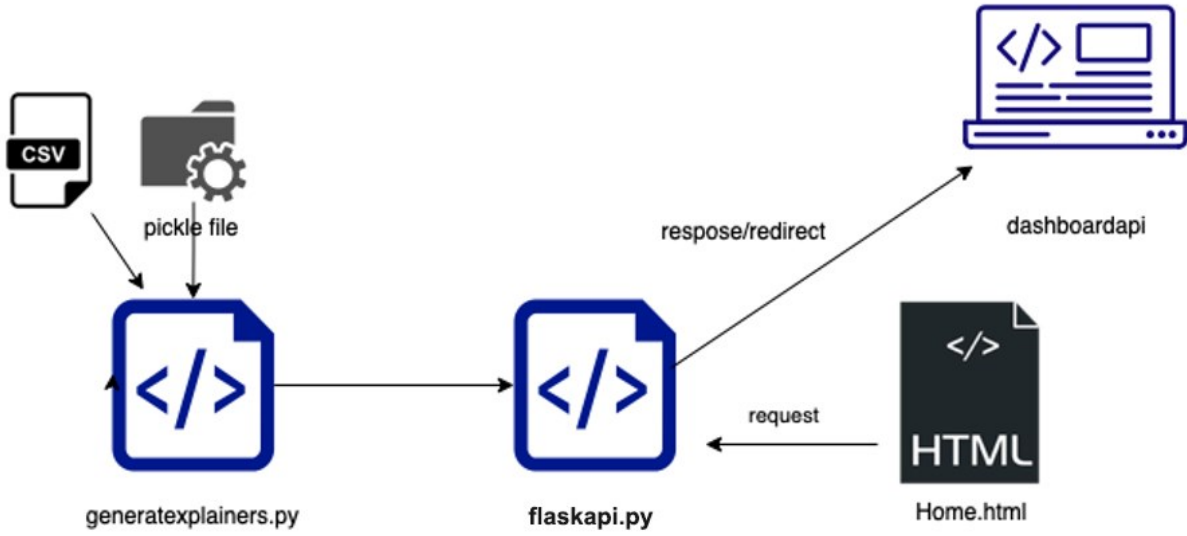 </>
CSV
pickle file
respose/redirect
dashboardapi
</>
</>
</>
request
HTML
generatexplainers.py
flaskapi.py
Home.html